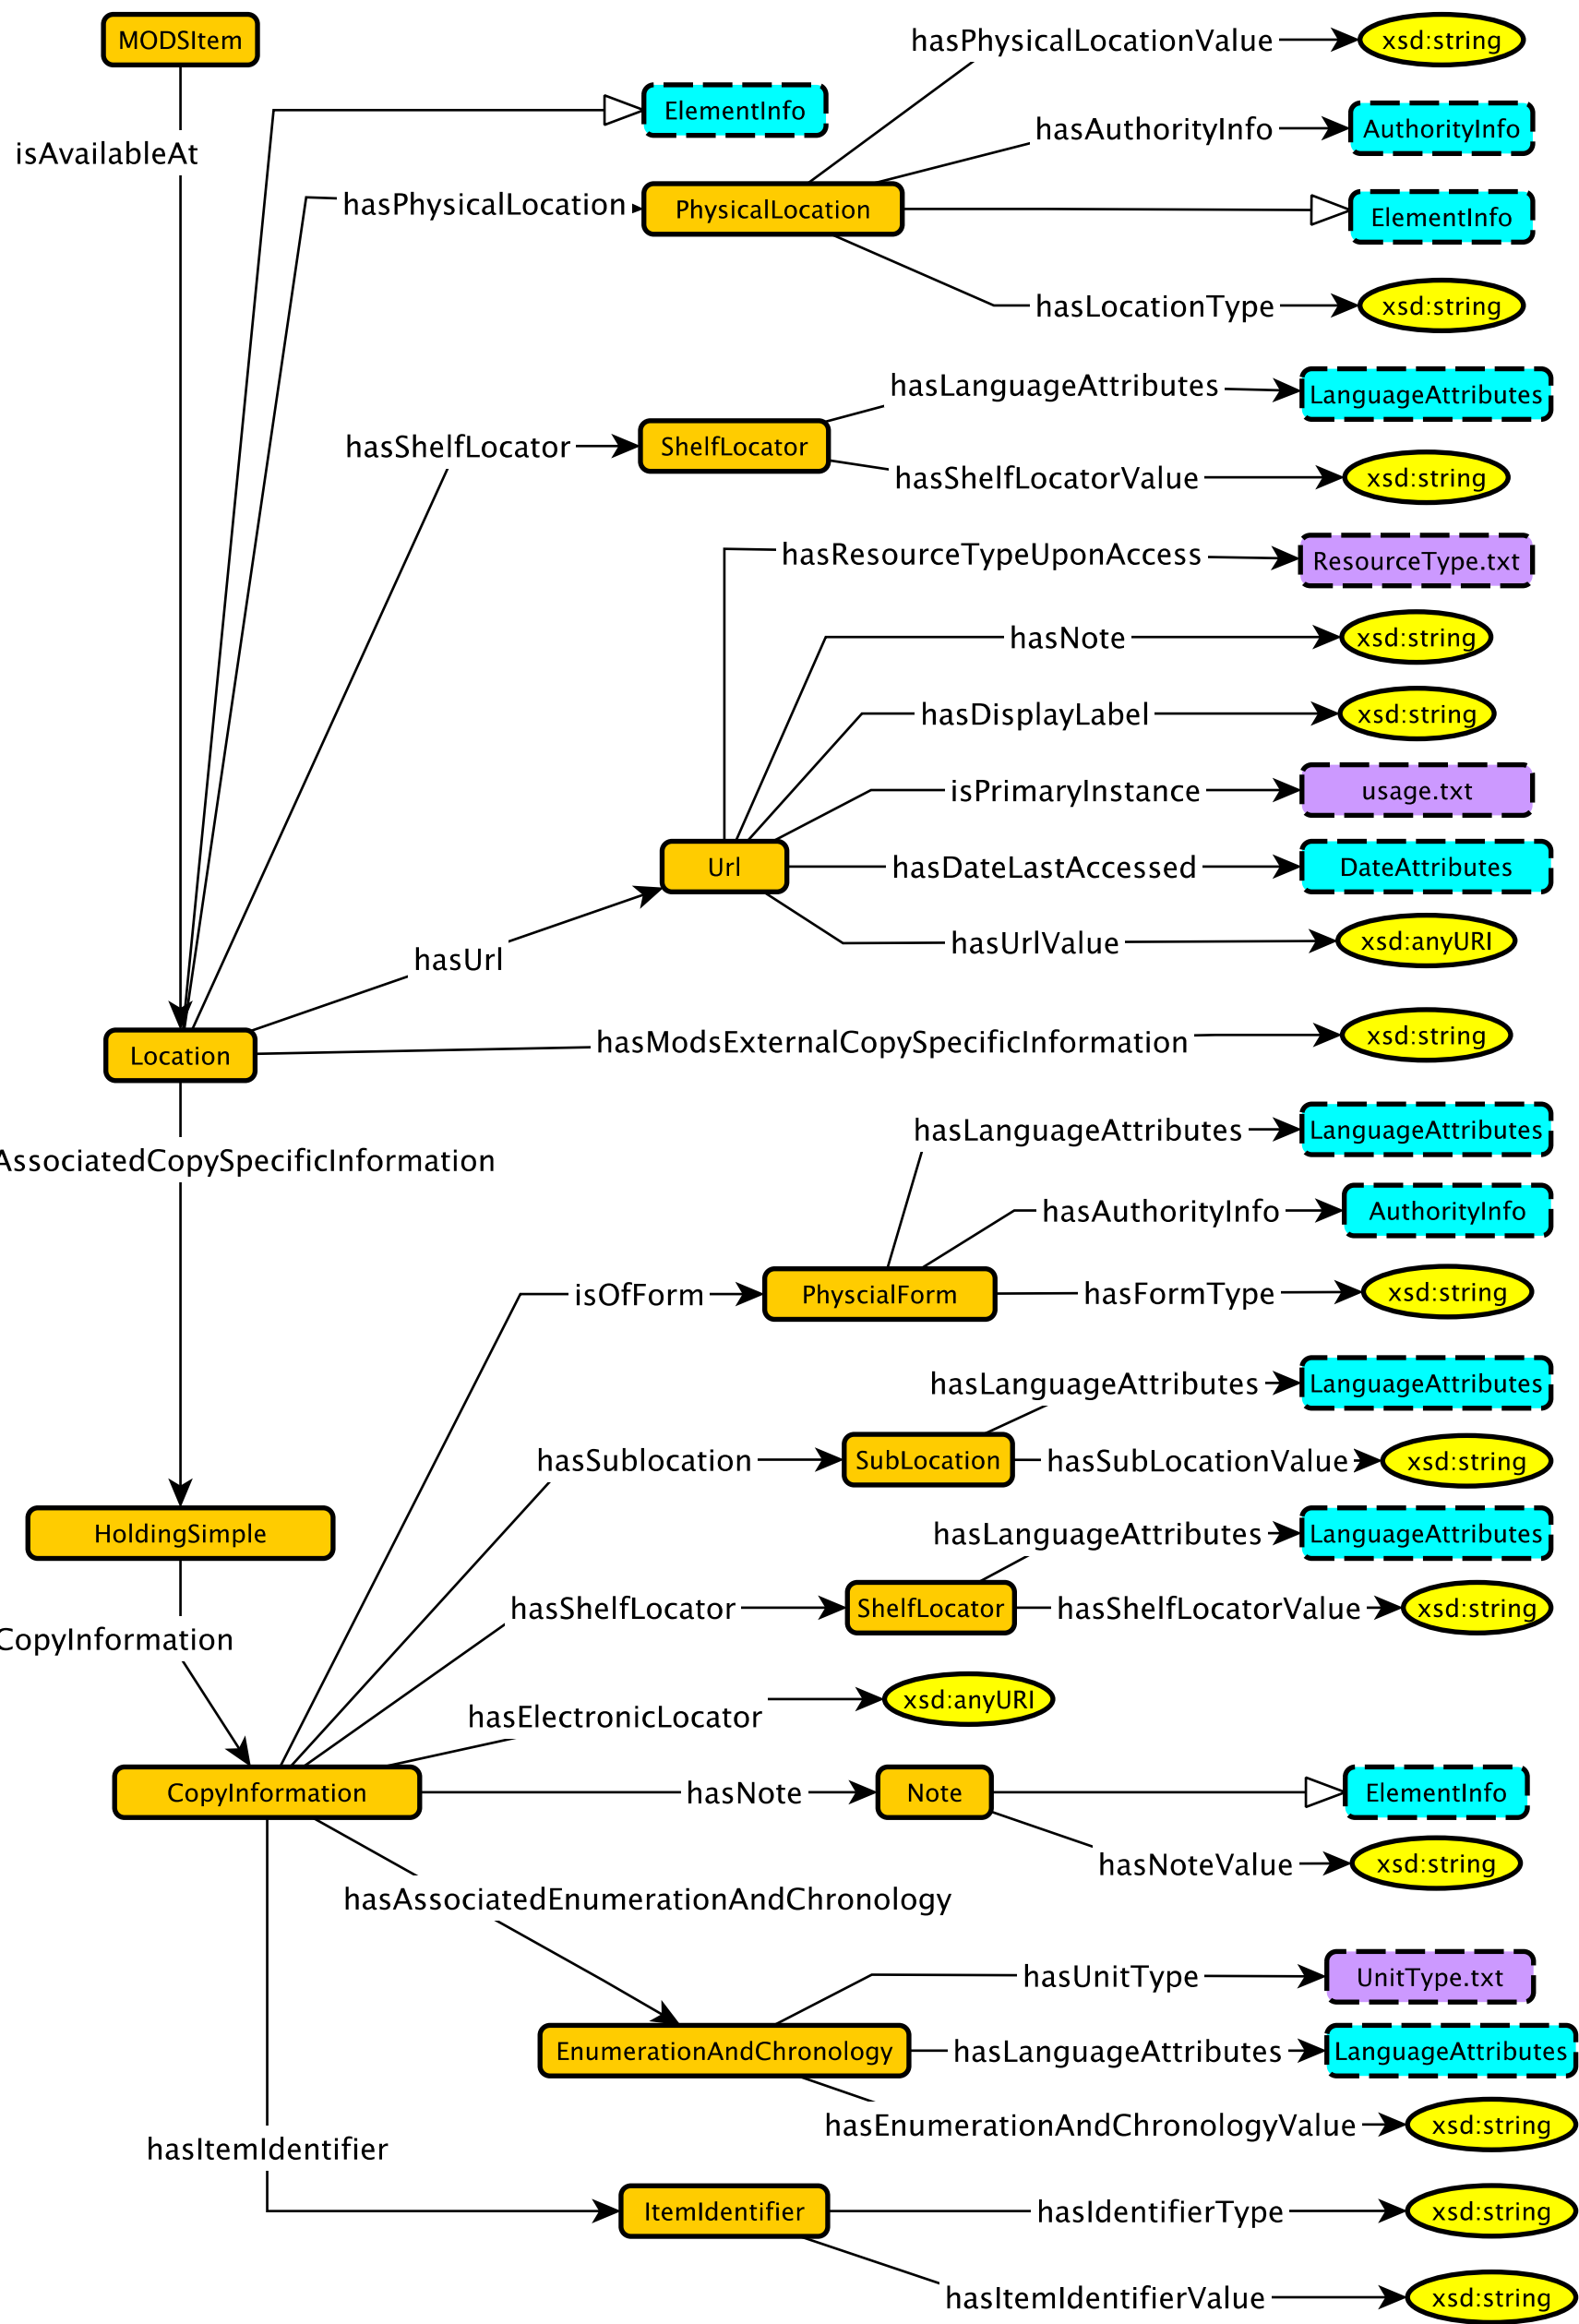 MODSItem
hasPhysicalLocationValue
xsd:string
ElementInfo
hasAuthorityInfo
AuthorityInfo
isAvailableAt
hasPhysicalLocation
PhysicalLocation
ElementInfo
hasLocationType
xsd:string
hasLanguageAttributes
LanguageAttributes
hasShelfLocator
ShelfLocator
hasShelfLocatorValue
xsd:string
hasResourceTypeUponAccess
ResourceType.txt
hasNote
xsd:string
hasDisplayLabel
xsd:string
isPrimaryInstance
usage.txt
Url
hasDateLastAccessed
DateAttributes
hasUrl
hasUrlValue
xsd:anyURI
Location
hasModsExternalCopySpecificInformation
xsd:string
hasLanguageAttributes
LanguageAttributes
AssociatedCopySpecificInformation
hasAuthorityInfo
AuthorityInfo
isOfForm
PhyscialForm
hasFormType
xsd:string
hasLanguageAttributes
LanguageAttributes
hasSublocation
SubLocation
hasSubLocationValue
xsd:string
HoldingSimple
hasLanguageAttributes
LanguageAttributes
hasShelfLocator
ShelfLocator
hasShelfLocatorValue
xsd:string
CopyInformation
hasElectronicLocator
xsd:anyURI
CopyInformation
hasNote
Note
ElementInfo
hasNoteValue
xsd:string
hasAssociatedEnumerationAndChronology
hasUnitType
UnitType.txt
EnumerationAndChronology
hasLanguageAttributes
LanguageAttributes
hasEnumerationAndChronologyValue
xsd:string
hasItemIdentifier
ItemIdentifier
hasIdentifierType
xsd:string
hasItemIdentifierValue
xsd:string